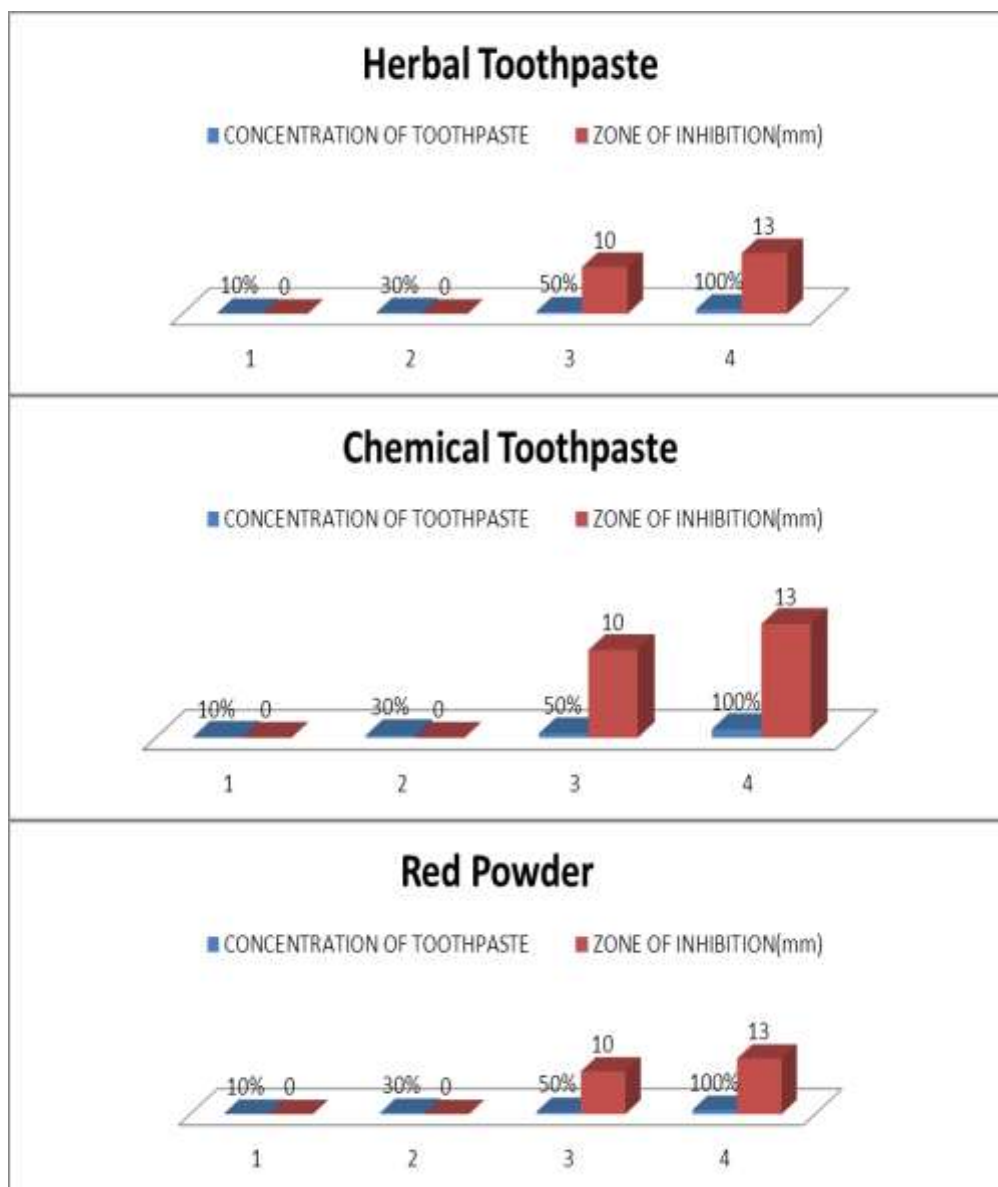 Herbal Toothpaste
CONCENTRATION OF TOOTHPASTE ZONE OF INHIBITION(mm)
10% 0 30% 0 50% 10 100% 13
1 2 3 4
Chemical Toothpaste
CONCENTRATION OF TOOTHPASTE ZONE OF INHIBITION(mm)
10% 0 30% 0 50% 10 100% 13
1 2 3 4
Red Powder
CONCENTRATION OF TOOTHPASTE ZONE OF INHIBITION(mm)
10% 0 30% 0 50% 10 100% 13
1 2 3 4